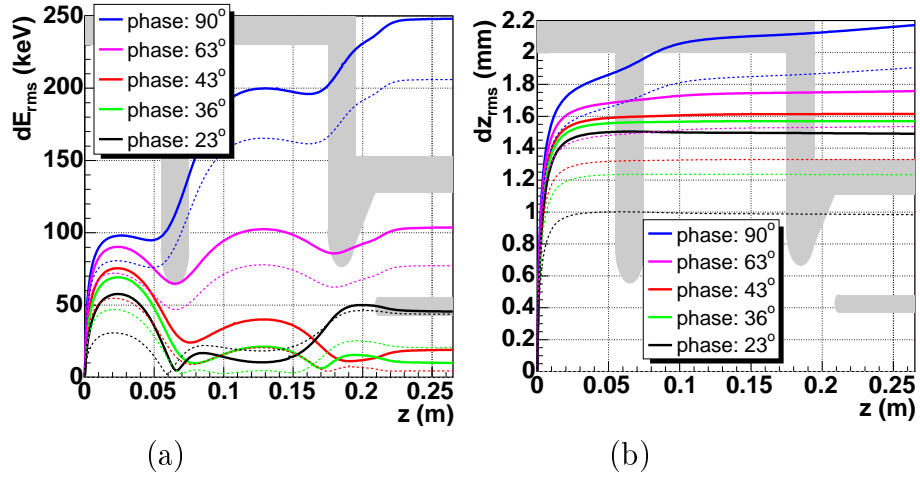 dE_rms (keV)
250
200
150
100
50
0
phase: 90°
phase: 63°
phase: 43°
phase: 36°
phase: 23°
0 0.05 0.1 0.15 0.2 0.25
z (m)
(a)
dz_rms (mm)
2.2
2
1.8
1.6
1.4
1.2
1
0.8
0.6
0.4
0.2
0
phase: 90°
phase: 63°
phase: 43°
phase: 36°
phase: 23°
0 0.05 0.1 0.15 0.2 0.25
z (m)
(b)